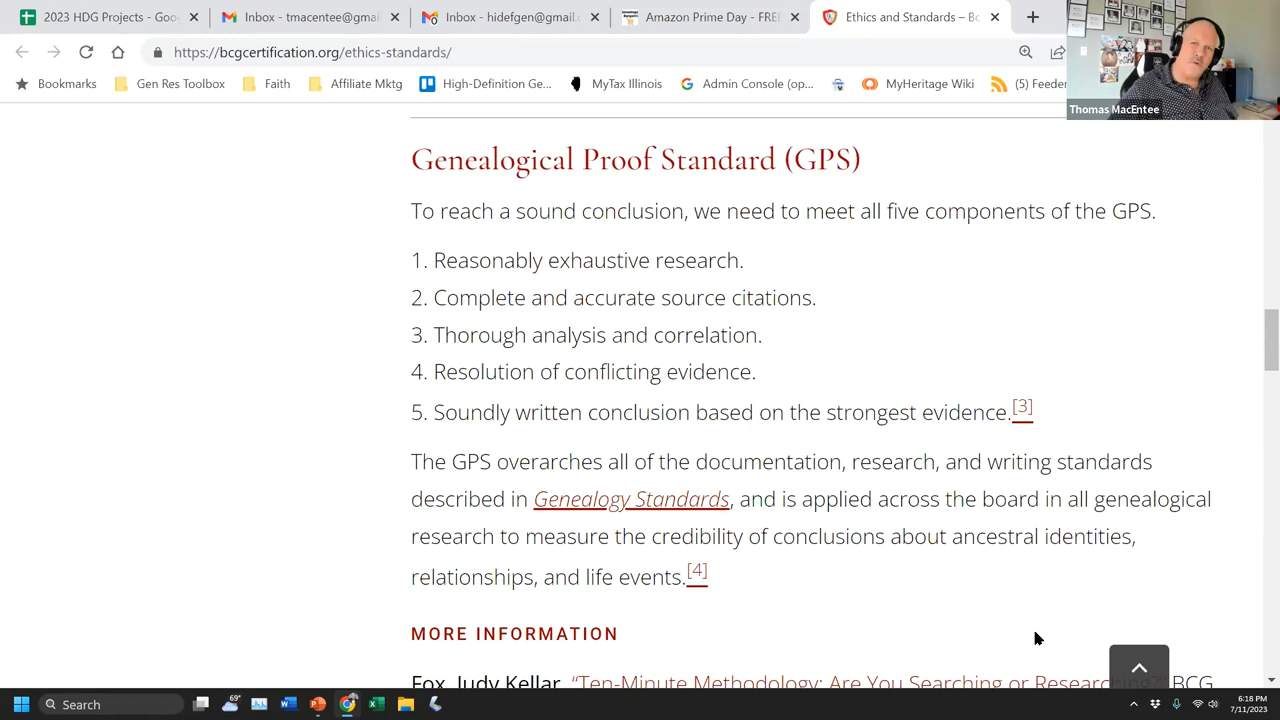 2023 HDG Projects - Goo
Inbox - tmacentee@gmai
Inbox - hidefgen@gmail.c
Amazon Prime Day - FREE
Ethics and Standards – Bo
https://bcgcertification.org/ethics-standards/
Bookmarks
Gen Res Toolbox
Faith
Affiliate Mktg
High-Definition Ge...
MyTax Illinois
Admin Console (op...
MyHeritage Wiki
(5) Feeder
Thomas MacEntee
Genealogical Proof Standard (GPS)
To reach a sound conclusion, we need to meet all five components of the GPS.
1. Reasonably exhaustive research.
2. Complete and accurate source citations.
3. Thorough analysis and correlation.
4. Resolution of conflicting evidence.
5. Soundly written conclusion based on the strongest evidence.[3]
The GPS overarches all of the documentation, research, and writing standards
described in Genealogy Standards, and is applied across the board in all genealogical
research to measure the credibility of conclusions about ancestral identities,
relationships, and life events.[4]
MORE INFORMATION
Fox, Judy Kellar. "Ten-Minute Methodology: Are You Searching or Researching?" BCG
Search
69°
6:18 PM
7/11/2023